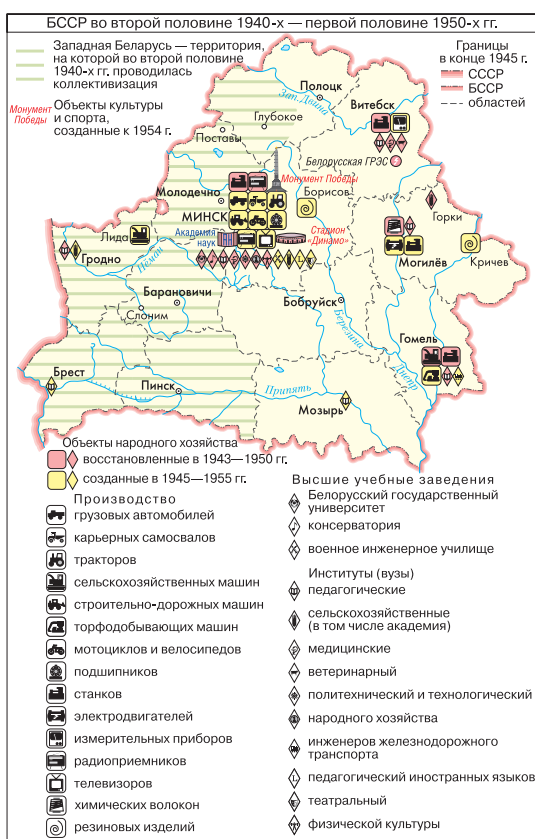 БССР во второй половине 1940-х — первой половине 1950-х гг.
Западная Беларусь — территория,
на которой во второй половине
1940-х гг. проводилась
коллективизация
Монумент
Победы
Объекты культуры
и спорта,
созданные к 1954 г.
Границы
в конце 1945 г.
СССР
БССР
областей
Полоцк
Зап. Двина
Витебск
Глубокое
Поставы
Белорусская ГРЭС
Монумент Победы
Молодечно
Борисов
МИНСК
Горки
Академия
наук
Стадион
«Динамо»
Лида
Гродно
Неман
Могилёв
Кричев
Барановичи
Слоним
Бобруйск
Березина
Гомель
Днепр
Брест
Пинск
Припять
Мозырь
Объекты народного хозяйства
восстановленные в 1943—1950 гг.
созданные в 1945—1955 гг.
Производство
грузовых автомобилей
карьерных самосвалов
тракторов
сельскохозяйственных машин
строительно-дорожных машин
торфодобывающих машин
мотоциклов и велосипедов
подшипников
станков
электродвигателей
измерительных приборов
радиоприемников
телевизоров
химических волокон
резиновых изделий
Высшие учебные заведения
Белорусский государственный
университет
консерватория
военное инженерное училище
Институты (вузы)
педагогические
сельскохозяйственные
(в том числе академия)
медицинские
ветеринарный
политехнический и технологический
народного хозяйства
инженеров железнодорожного
транспорта
педагогический иностранных языков
театральный
физической культуры